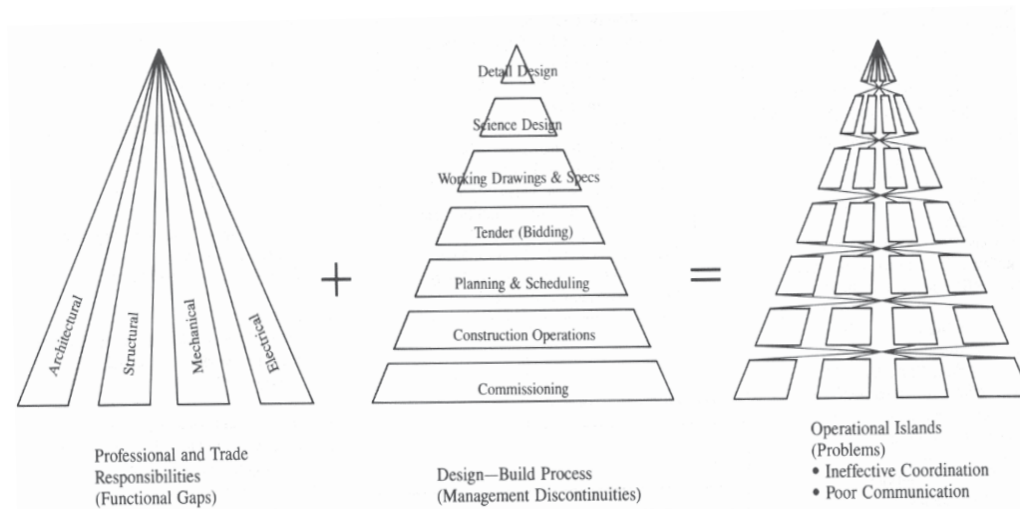 Architectural
Structural
Mechanical
Electrical
+
Detail Design
Science Design
Working Drawings & Specs
Tender (Bidding)
Planning & Scheduling
Construction Operations
Commissioning
=
Professional and Trade
Responsibilities
(Functional Gaps)
Design—Build Process
(Management Discontinuities)
Operational Islands
(Problems)
• Ineffective Coordination
• Poor Communication